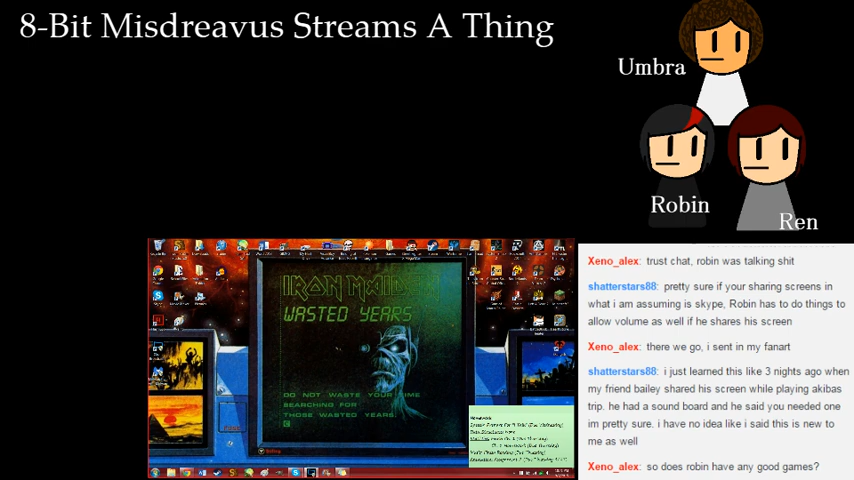 8-Bit Misdreavus Streams A Thing
Umbra
Robin
Ren
IRON MAIDEN
WASTED YEARS
DO NOT WASTE YOUR TIME
SEARCHING FOR
THOSE WASTED YEARS.
Xeno_alex: trust chat, robin was talking shit
shatterstars88: pretty sure if your sharing screens in
what i am assuming is skype, Robin has to do things to
allow volume as well if he shares his screen
Xeno_alex: there we go, i sent in my fanart
shatterstars88: i just learned this like 3 nights ago when
my friend bailey shared his screen while playing akibas
trip. he had a sound board and he said you needed one
im pretty sure. i have no idea like i said this is new to
me as well
Xeno_alex: so does robin have any good games?